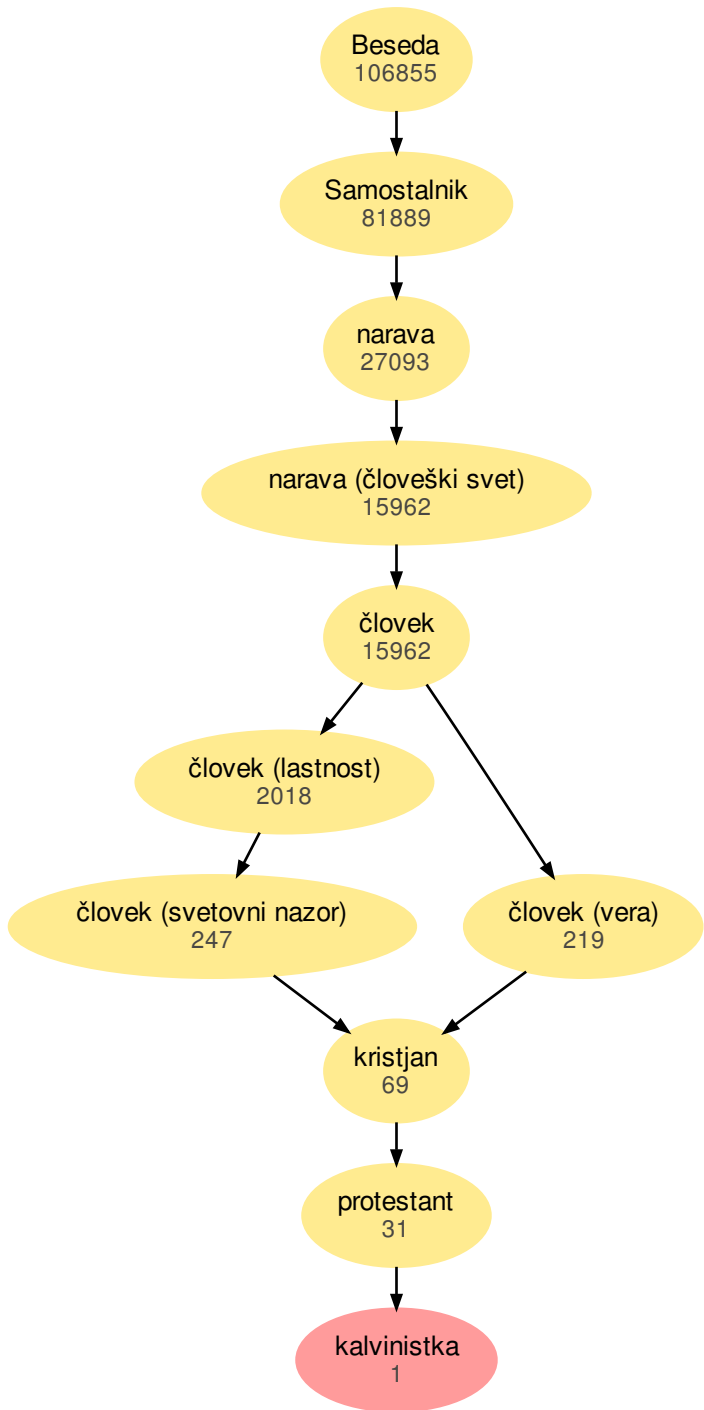 Beseda
106855
Samostalnik
81889
narava
27093
narava (človeški svet)
15962
človek
15962
človek (lastnost)
2018
človek (svetovni nazor)
247
človek (vera)
219
kristjan
69
protestant
31
kalvinistka
1